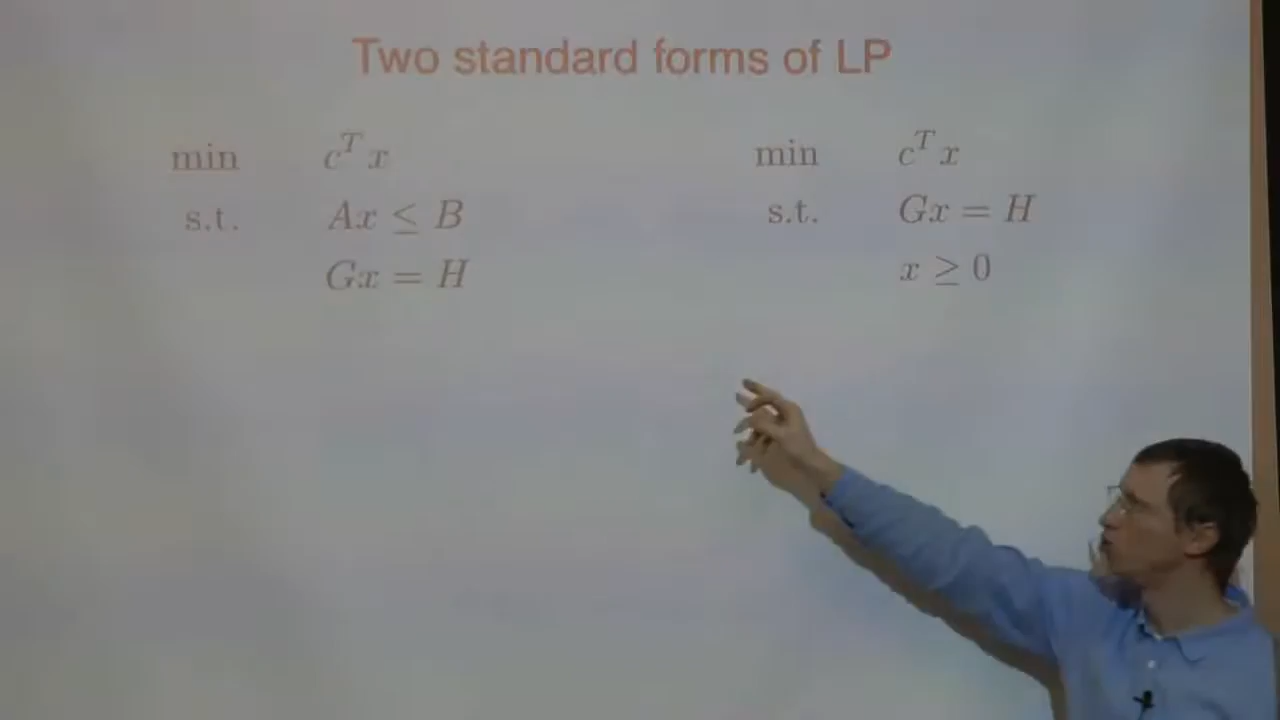 Two standard forms of LP
min c^T x
s.t. Ax ≤ B
Gx = H
min c^T x
s.t. Gx = H
x ≥ 0